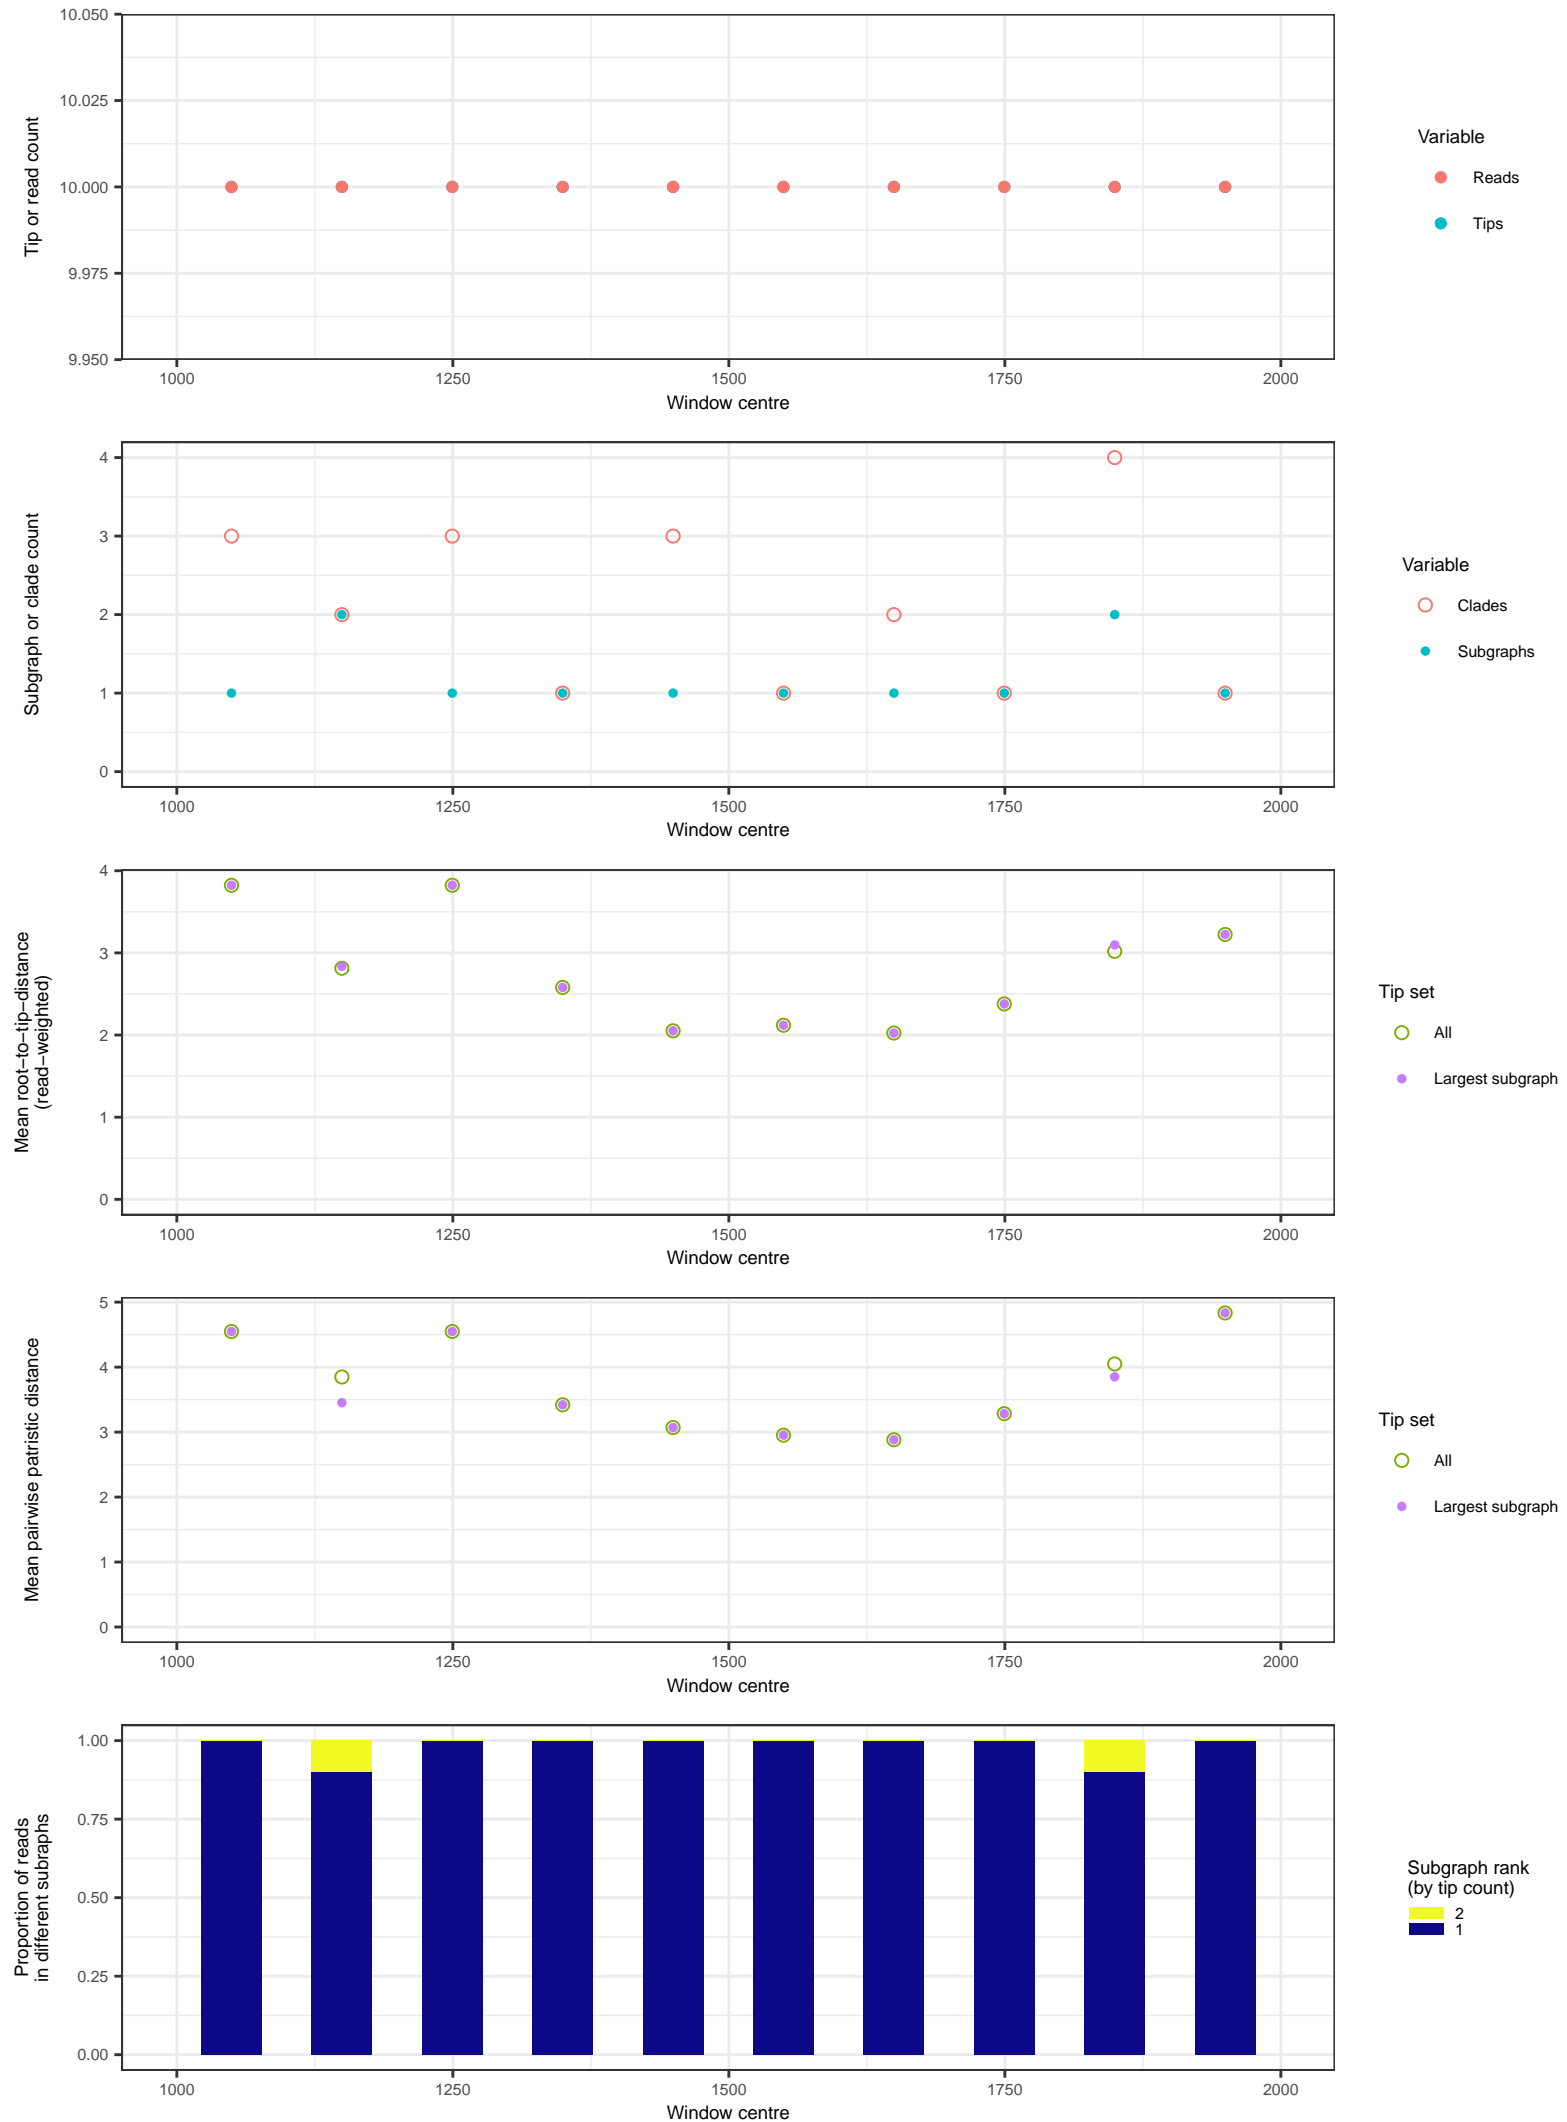 10.050
10.025
10.000
9.975
9.950
Tip or read count
1000 1250 1500 1750 2000
Window centre
Variable
Reads
Tips
4
3
2
1
0
Subgraph or clade count
1000 1250 1500 1750 2000
Window centre
Variable
Clades
Subgraphs
4
3
2
1
0
Mean root−to−tip−distance
(read−weighted)
1000 1250 1500 1750 2000
Window centre
Tip set
All
Largest subgraph
5
4
3
2
1
0
Mean pairwise patristic distance
1000 1250 1500 1750 2000
Window centre
Tip set
All
Largest subgraph
1.00
0.75
0.50
0.25
0.00
Proportion of reads
in different subraphs
1000 1250 1500 1750 2000
Window centre
Subgraph rank
(by tip count)
2
1